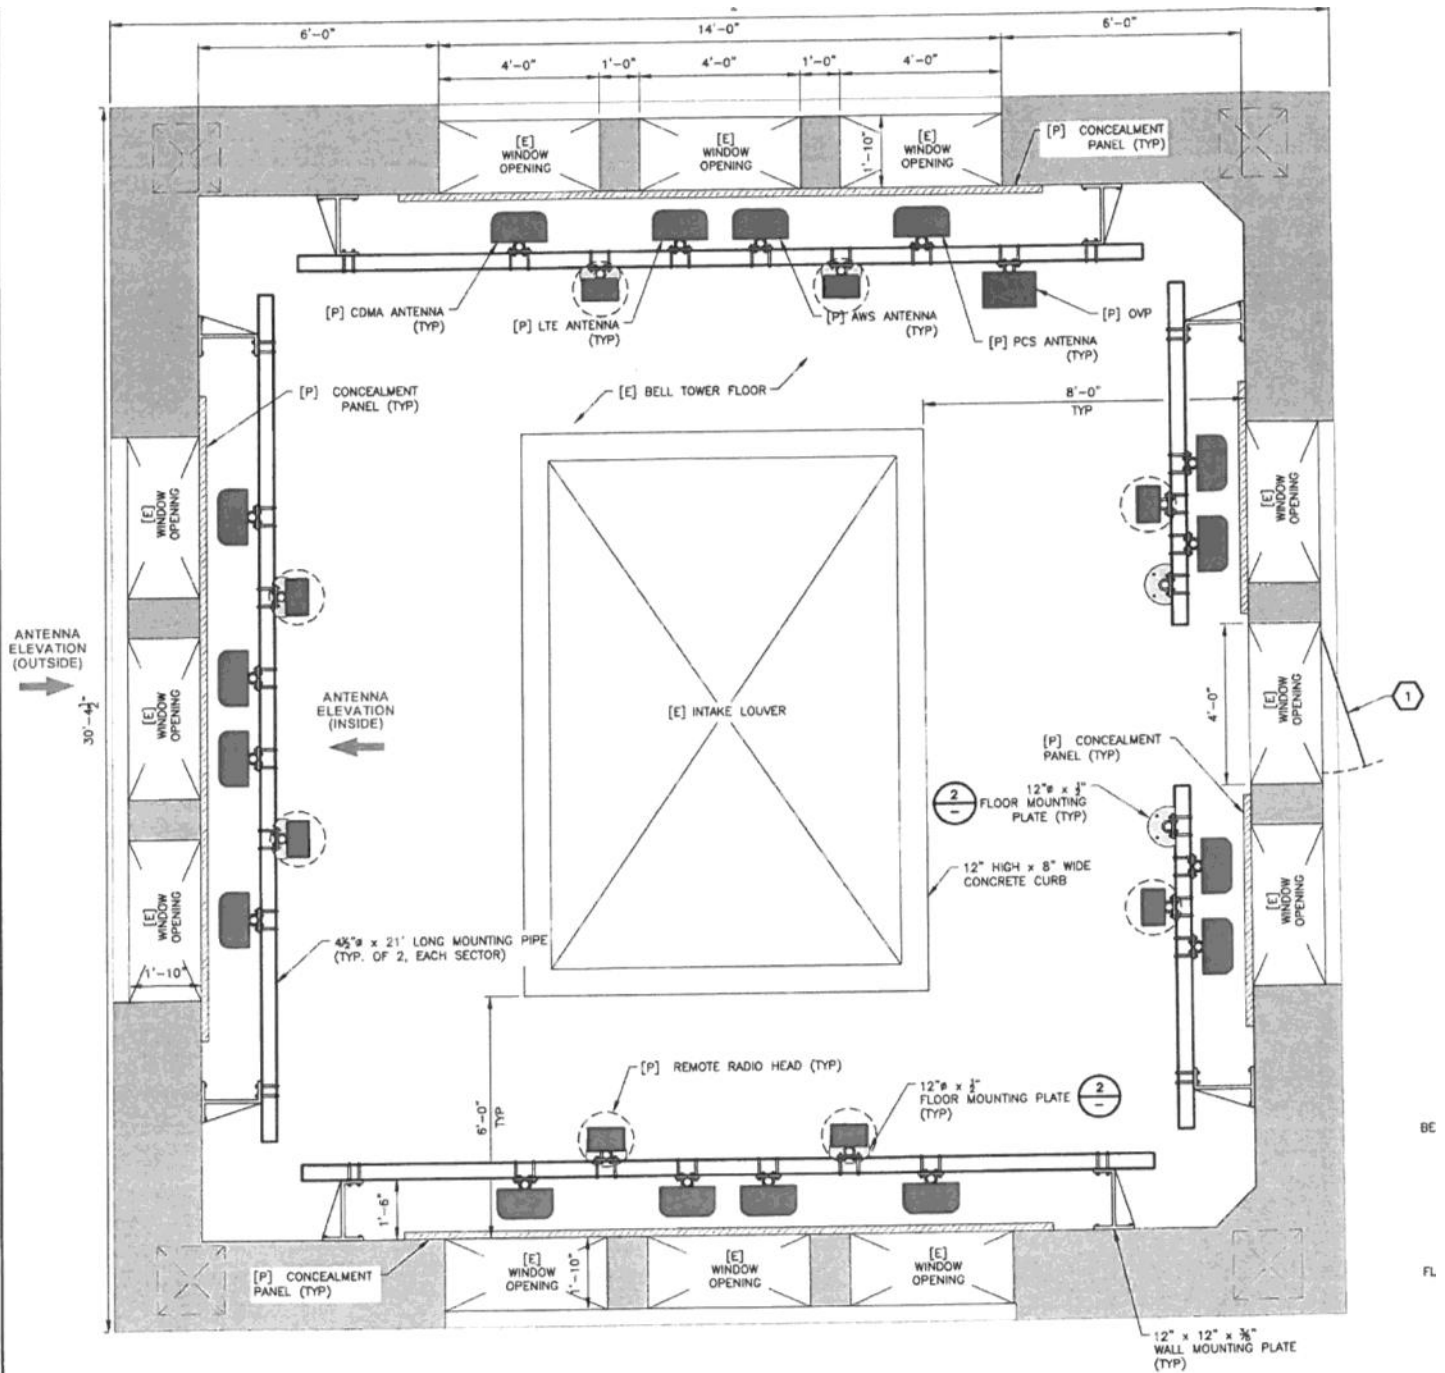 6'-0"
14'-0"
6'-0"
4'-0"
1'-0"
4'-0"
1'-0"
4'-0"
[E]
WINDOW
OPENING
[E]
WINDOW
OPENING
1'-10"
[E]
WINDOW
OPENING
[P] CONCEALMENT
PANEL (TYP)
[P] CDMA ANTENNA
(TYP)
[P] LTE ANTENNA
(TYP)
[P] AWS ANTENNA
(TYP)
[P] PCS ANTENNA
(TYP)
[P] OVP
[P] CONCEALMENT
PANEL (TYP)
[E] BELL TOWER FLOOR
8'-0"
TYP
[E]
WINDOW
OPENING
[E]
WINDOW
OPENING
ANTENNA
ELEVATION
(OUTSIDE)
30'-4½"
[E]
WINDOW
OPENING
ANTENNA
ELEVATION
(INSIDE)
[E] INTAKE LOUVER
4'-0"
[E]
WINDOW
OPENING
1
[P] CONCEALMENT
PANEL (TYP)
2
–
12"ø x ½"
FLOOR MOUNTING
PLATE (TYP)
12" HIGH x 8" WIDE
CONCRETE CURB
[E]
WINDOW
OPENING
[E]
WINDOW
OPENING
1'-10"
4½"ø x 21' LONG MOUNTING PIPE
(TYP. OF 2, EACH SECTOR)
6'-0"
TYP
[P] REMOTE RADIO HEAD (TYP)
12"ø x ½"
FLOOR MOUNTING PLATE
(TYP)
2
–
BE
1'-6"
[P] CONCEALMENT
PANEL (TYP)
[E]
WINDOW
OPENING
1'-10"
[E]
WINDOW
OPENING
[E]
WINDOW
OPENING
FL
12" x 12" x ⅜"
WALL MOUNTING PLATE
(TYP)